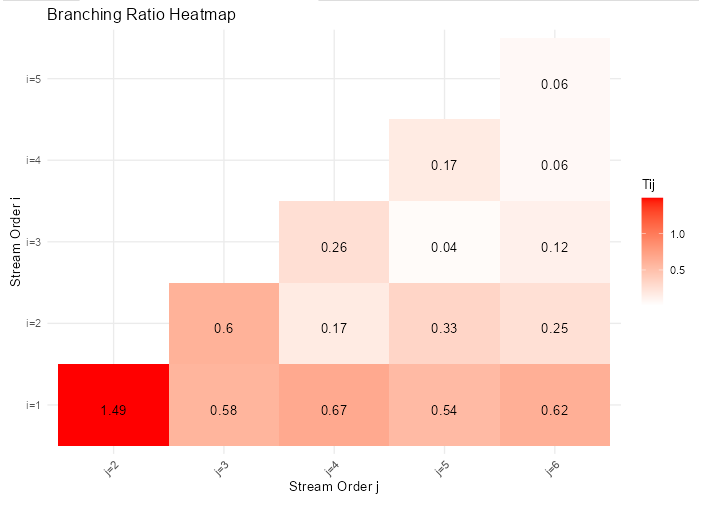 Branching Ratio Heatmap
Stream Order i
i=5
0.06
i=4
0.17
0.06
i=3
0.26
0.04
0.12
i=2
0.6
0.17
0.33
0.25
i=1
1.49
0.58
0.67
0.54
0.62
j=2
j=3
j=4
j=5
j=6
Stream Order j
Tij
1.0
0.5